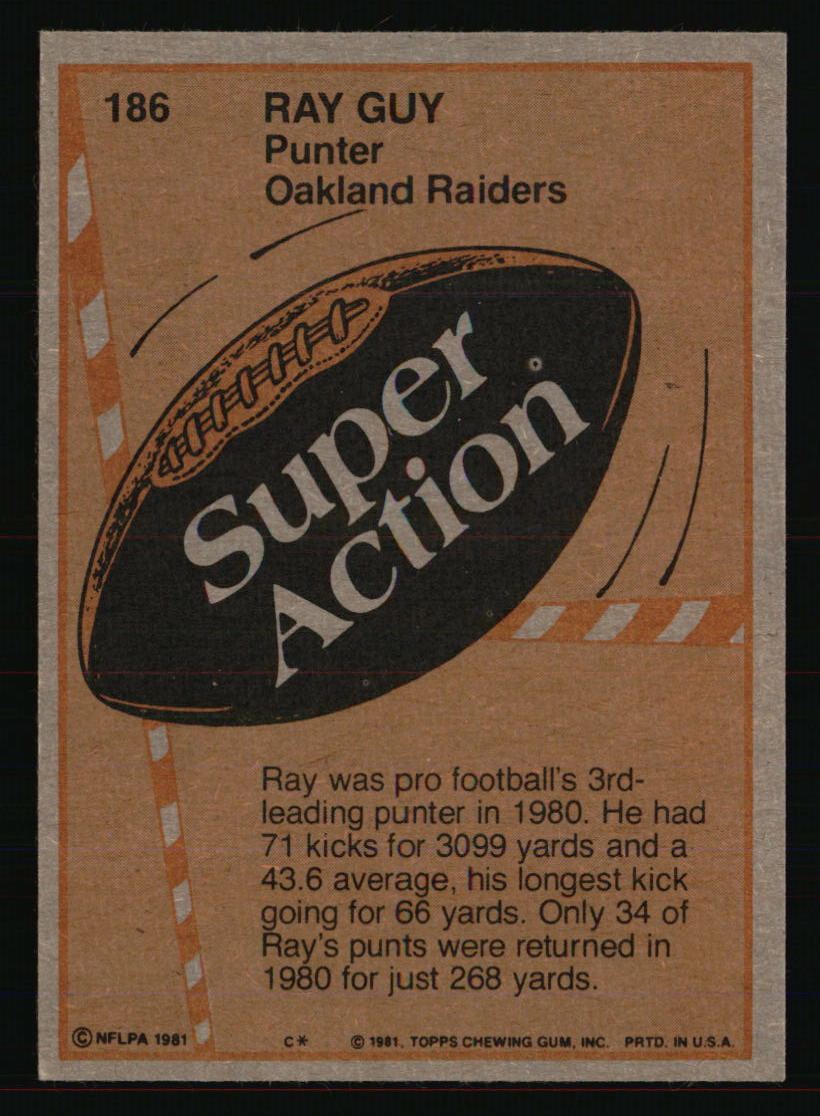 186 RAY GUY
Punter
Oakland Raiders
Super
Action
Ray was pro football's 3rd-
leading punter in 1980. He had
71 kicks for 3099 yards and a
43.6 average, his longest kick
going for 66 yards. Only 34 of
Ray's punts were returned in
1980 for just 268 yards.
© NFLPA 1981 C* © 1981, TOPPS CHEWING GUM, INC. PRTD. IN U.S.A.